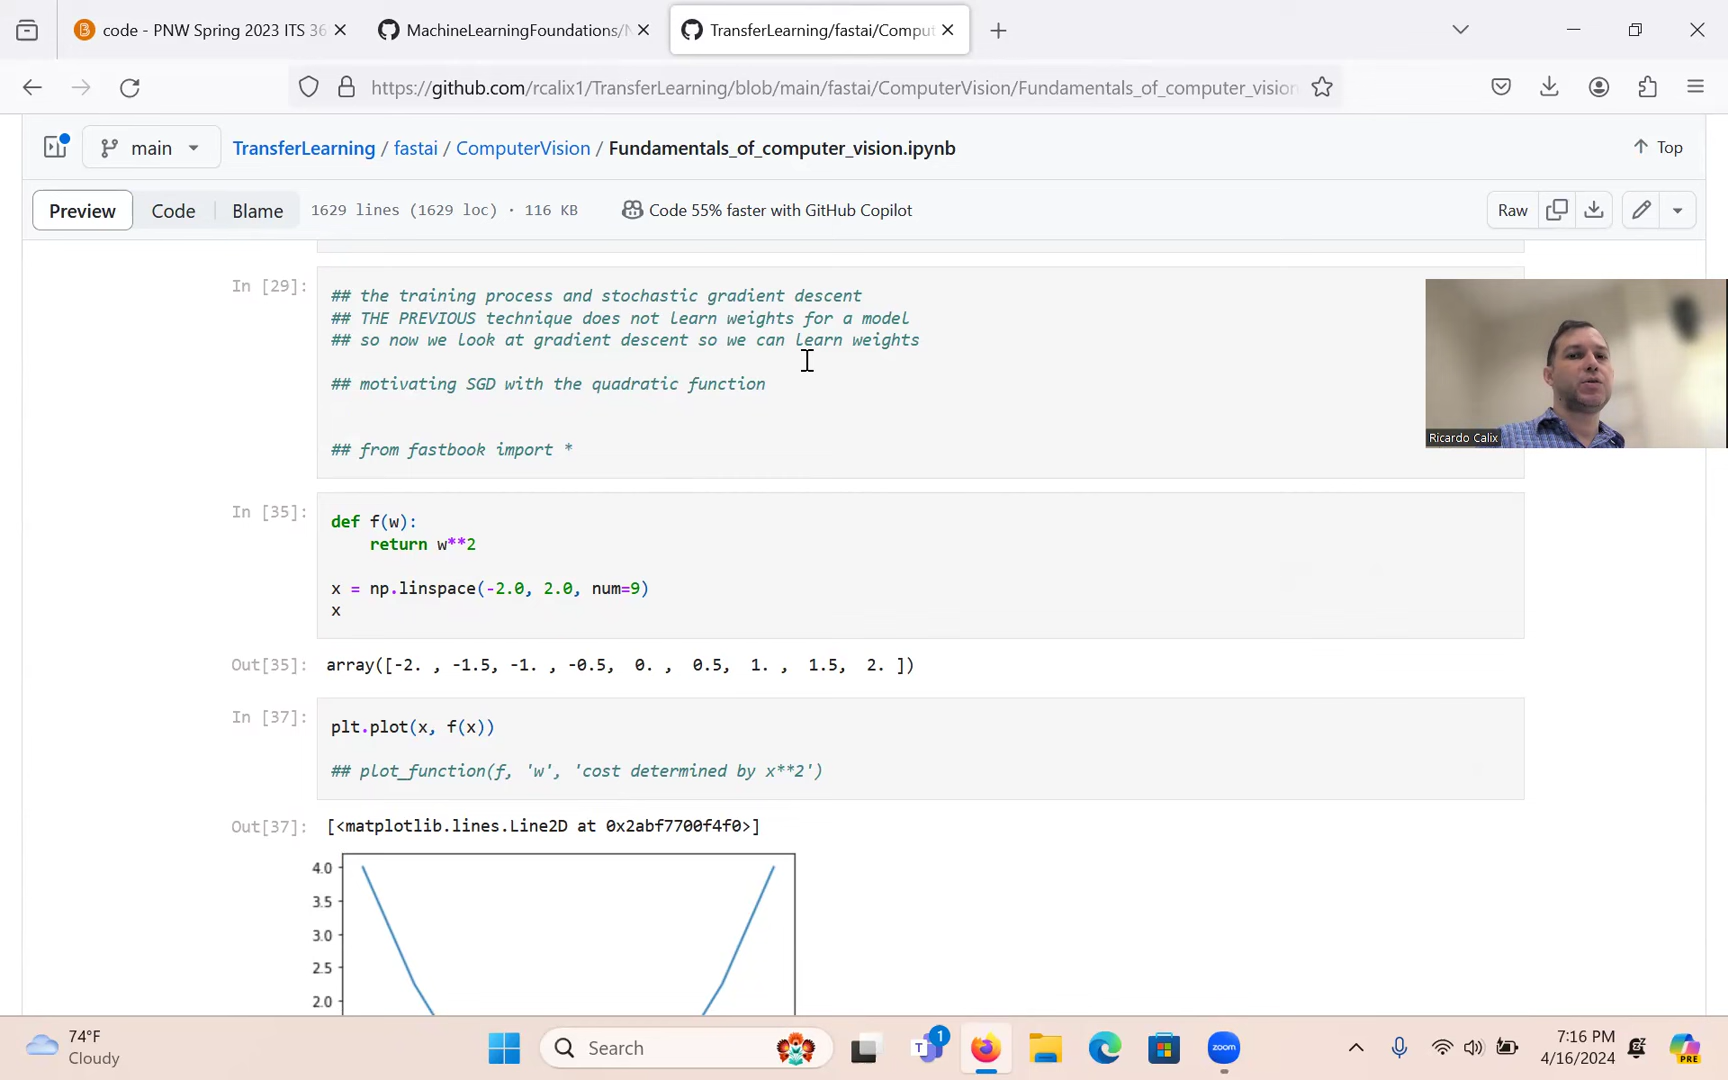 code - PNW Spring 2023 ITS 36
MachineLearningFoundations/N
TransferLearning/fastai/Comput
https://github.com/rcalix1/TransferLearning/blob/main/fastai/ComputerVision/Fundamentals_of_computer_vision
main
TransferLearning / fastai / ComputerVision / Fundamentals_of_computer_vision.ipynb
Top
Preview
Code
Blame
1629 lines (1629 loc) · 116 KB
Code 55% faster with GitHub Copilot
Raw
In [29]:
## the training process and stochastic gradient descent
## THE PREVIOUS technique does not learn weights for a model
## so now we look at gradient descent so we can learn weights
## motivating SGD with the quadratic function
## from fastbook import *
Ricardo Calix
In [35]:
def f(w):
return w**2
x = np.linspace(-2.0, 2.0, num=9)
x
Out[35]:
array([-2. , -1.5, -1. , -0.5, 0. , 0.5, 1. , 1.5, 2. ])
In [37]:
plt.plot(x, f(x))
## plot_function(f, 'w', 'cost determined by x**2')
Out[37]:
[<matplotlib.lines.Line2D at 0x2abf7700f4f0>]
4.0
3.5
3.0
2.5
2.0
74°F
Cloudy
Search
T
1
zoom
7:16 PM
4/16/2024
PRE